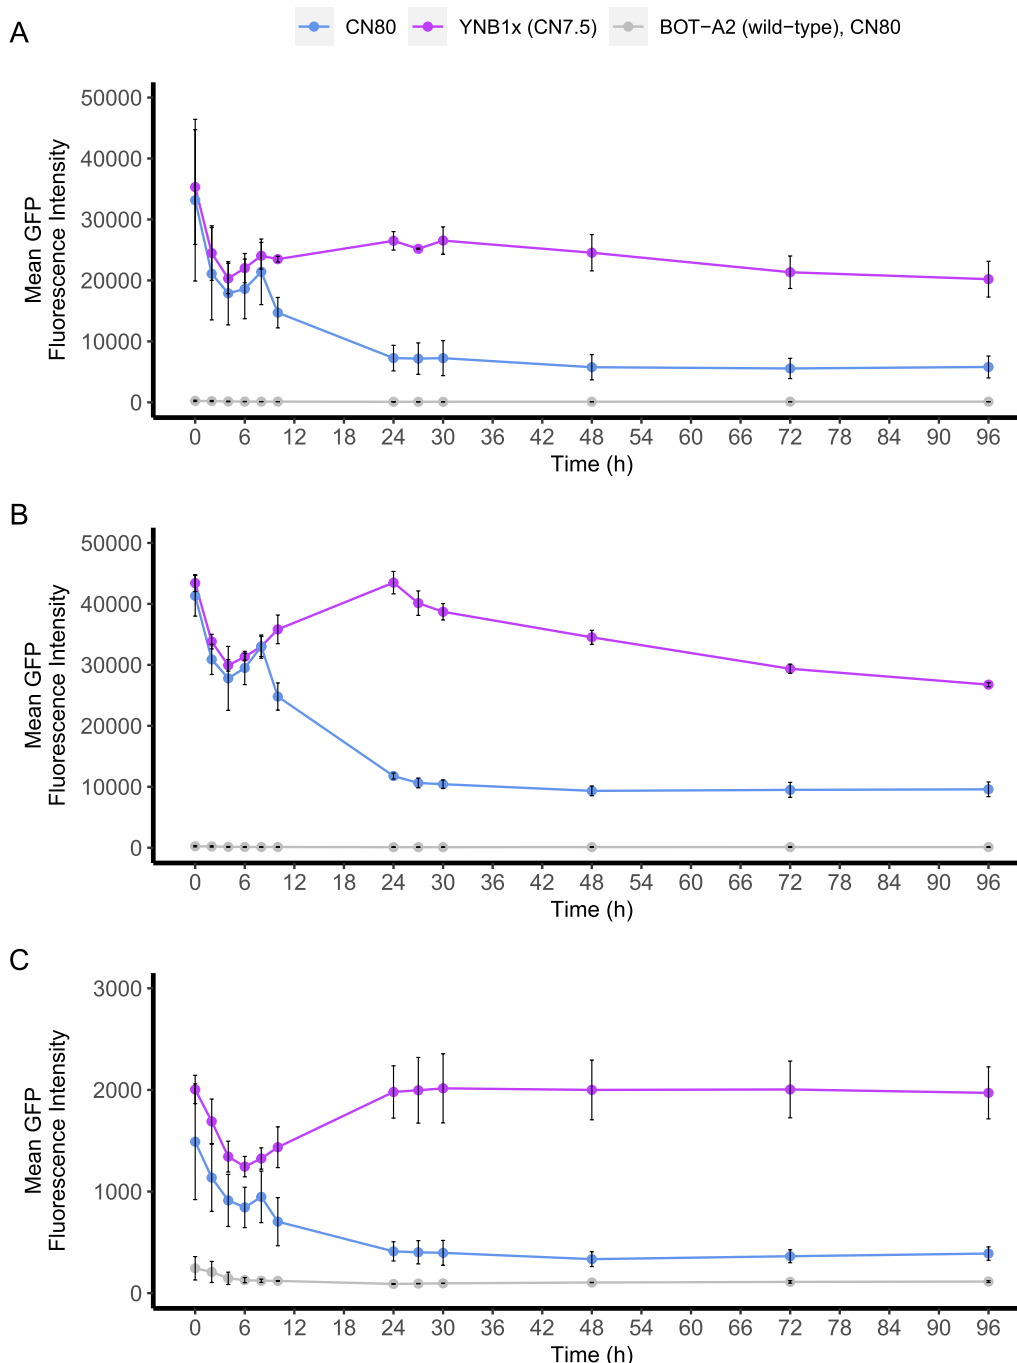 A
CN80 YNB1x (CN7.5) BOT−A2 (wild−type), CN80
Mean GFP
Fluorescence Intensity
50000
40000
30000
20000
10000
0
0 6 12 18 24 30 36 42 48 54 60 66 72 78 84 90 96
Time (h)
B
Mean GFP
Fluorescence Intensity
50000
40000
30000
20000
10000
0
0 6 12 18 24 30 36 42 48 54 60 66 72 78 84 90 96
Time (h)
C
Mean GFP
Fluorescence Intensity
3000
2000
1000
0
0 6 12 18 24 30 36 42 48 54 60 66 72 78 84 90 96
Time (h)